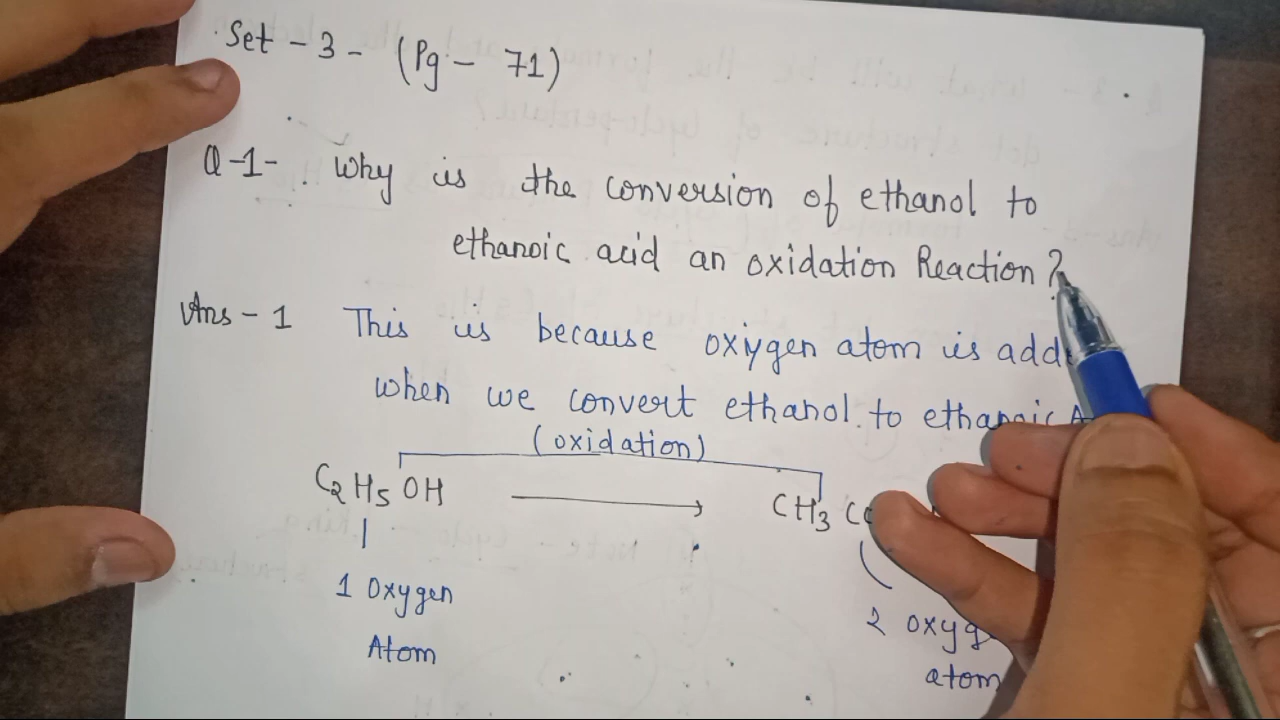 Set - 3 - (Pg - 71)
Q-1- Why is the conversion of ethanol to
ethanoic acid an oxidation Reaction?
Ans - 1 This is because oxygen atom is add
when we convert ethanol to ethanoic A
(oxidation)
C2H5OH → CH3 CO
1 Oxygen
Atom
2 oxyg
atom